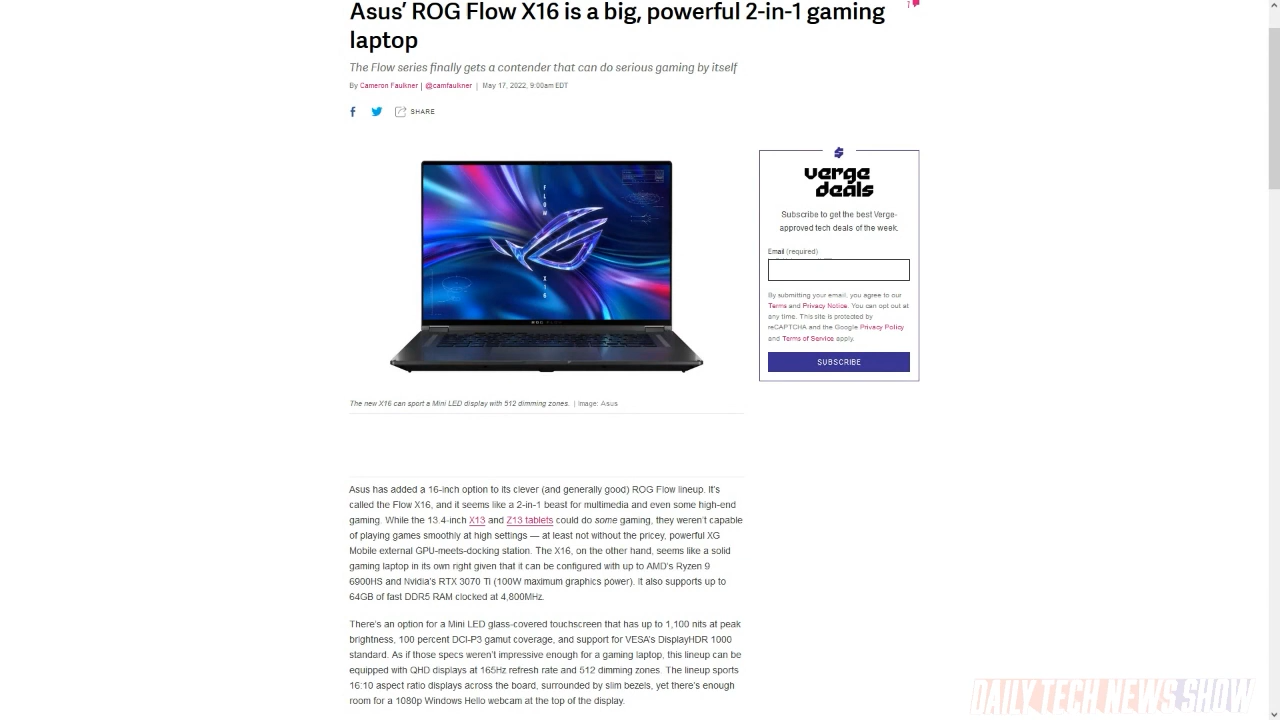 Asus’ ROG Flow X16 is a big, powerful 2-in-1 gaming
laptop
The Flow series finally gets a contender that can do serious gaming by itself
By Cameron Faulkner | @camfaulkner | May 17, 2022, 9:00am EDT
SHARE
FLOW
X16
ROG FLOW
The new X16 can sport a Mini LED display with 512 dimming zones. | Image: Asus
verge
deals
Subscribe to get the best Verge-
approved tech deals of the week.
Email (required)
By submitting your email, you agree to our
Terms and Privacy Notice. You can opt out at
any time. This site is protected by
reCAPTCHA and the Google Privacy Policy
and Terms of Service apply.
SUBSCRIBE
Asus has added a 16-inch option to its clever (and generally good) ROG Flow lineup. It’s
called the Flow X16, and it seems like a 2-in-1 beast for multimedia and even some high-end
gaming. While the 13.4-inch X13 and Z13 tablets could do some gaming, they weren’t capable
of playing games smoothly at high settings — at least not without the pricey, powerful XG
Mobile external GPU-meets-docking station. The X16, on the other hand, seems like a solid
gaming laptop in its own right given that it can be configured with up to AMD’s Ryzen 9
6900HS and Nvidia’s RTX 3070 Ti (100W maximum graphics power). It also supports up to
64GB of fast DDR5 RAM clocked at 4,800MHz.
There’s an option for a Mini LED glass-covered touchscreen that has up to 1,100 nits at peak
brightness, 100 percent DCI-P3 gamut coverage, and support for VESA’s DisplayHDR 1000
standard. As if those specs weren’t impressive enough for a gaming laptop, this lineup can be
equipped with QHD displays at 165Hz refresh rate and 512 dimming zones. The lineup sports
16:10 aspect ratio displays across the board, surrounded by slim bezels, yet there’s enough
room for a 1080p Windows Hello webcam at the top of the display.
DAILY TECH NEWS SHOW